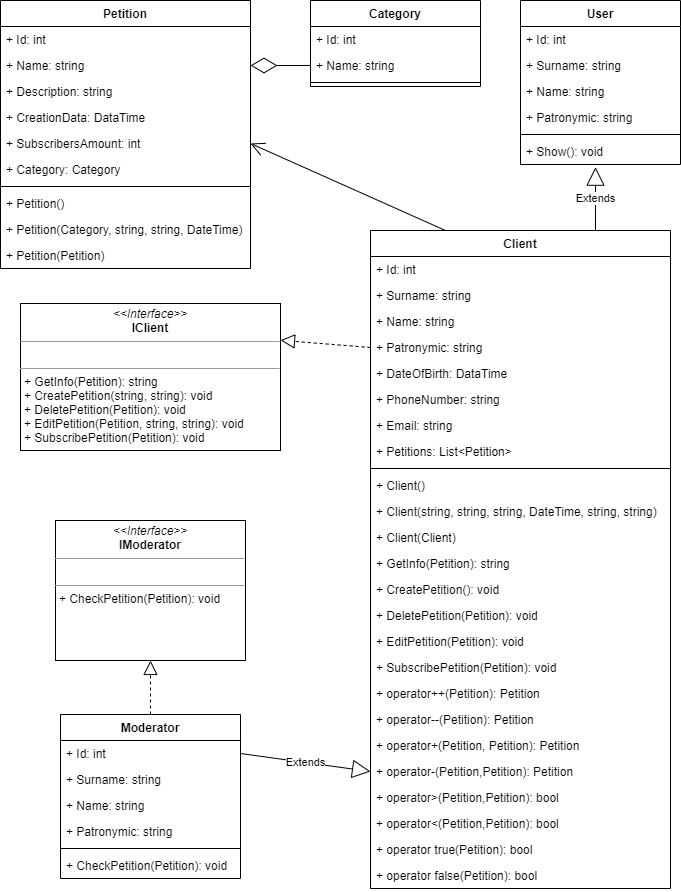 Petition
+ Id: int
+ Name: string
+ Description: string
+ CreationData: DataTime
+ SubscribersAmount: int
+ Category: Category
+ Petition()
+ Petition(Category, string, string, DateTime)
+ Petition(Petition)
Category
+ Id: int
+ Name: string
User
+ Id: int
+ Surname: string
+ Name: string
+ Patronymic: string
+ Show(): void
Extends
Client
+ Id: int
+ Surname: string
+ Name: string
+ Patronymic: string
+ DateOfBirth: DataTime
+ PhoneNumber: string
+ Email: string
+ Petitions: List<Petition>
+ Client()
+ Client(string, string, string, DateTime, string, string)
+ Client(Client)
+ GetInfo(Petition): string
+ CreatePetition(): void
+ DeletePetition(Petition): void
+ EditPetition(Petition): void
+ SubscribePetition(Petition): void
+ operator++(Petition): Petition
+ operator--(Petition): Petition
+ operator+(Petition, Petition): Petition
+ operator-(Petition,Petition): Petition
+ operator>(Petition,Petition): bool
+ operator<(Petition,Petition): bool
+ operator true(Petition): bool
+ operator false(Petition): bool
<<Interface>>
IClient
+ GetInfo(Petition): string
+ CreatePetition(string, string): void
+ DeletePetition(Petition): void
+ EditPetition(Petition, string, string): void
+ SubscribePetition(Petition): void
<<Interface>>
IModerator
+ CheckPetition(Petition): void
Moderator
+ Id: int
+ Surname: string
+ Name: string
+ Patronymic: string
+ CheckPetition(Petition): void
Extends